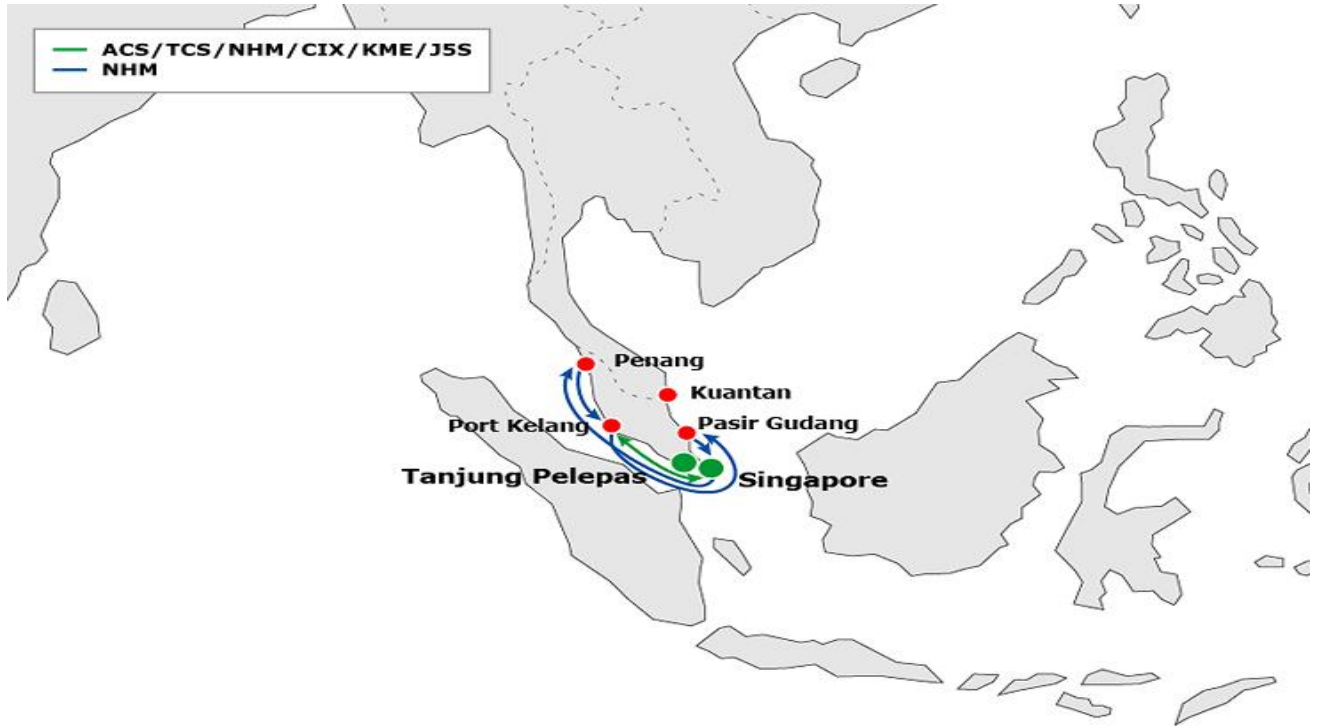 ACS/TCS/NHM/CIX/KME/J5S
NHM
Penang
Kuantan
Port Kelang
Pasir Gudang
Tanjung Pelepas
Singapore